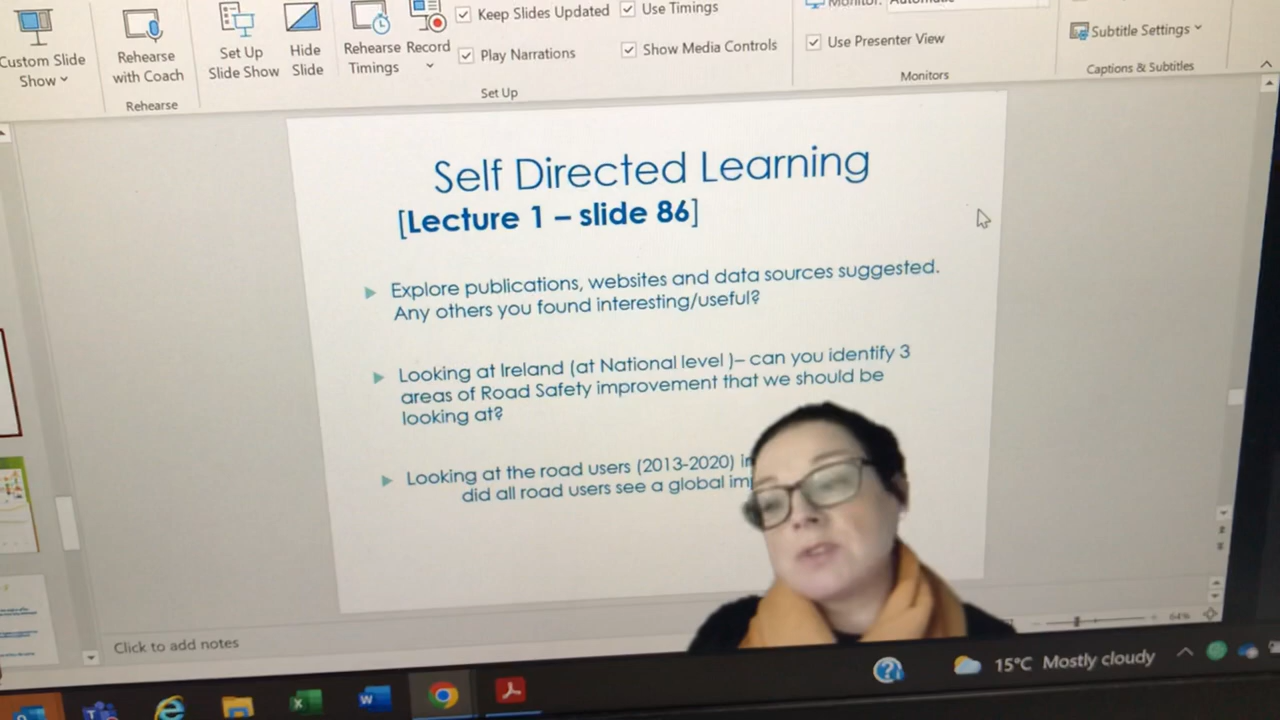 Custom Slide
Show
Rehearse
with Coach
Rehearse
Set Up
Slide Show
Hide
Slide
Rehearse
Timings
Record
Keep Slides Updated
Play Narrations
Use Timings
Show Media Controls
Set Up
Monitor:
Automatic
Use Presenter View
Monitors
Subtitle Settings
Captions & Subtitles
Self Directed Learning
[Lecture 1 – slide 86]
Explore publications, websites and data sources suggested.
Any others you found interesting/useful?
Looking at Ireland (at National level )– can you identify 3
areas of Road Safety improvement that we should be
looking at?
Looking at the road users (2013-2020)
did all road users see a global
Click to add notes
64%
15°C Mostly cloudy